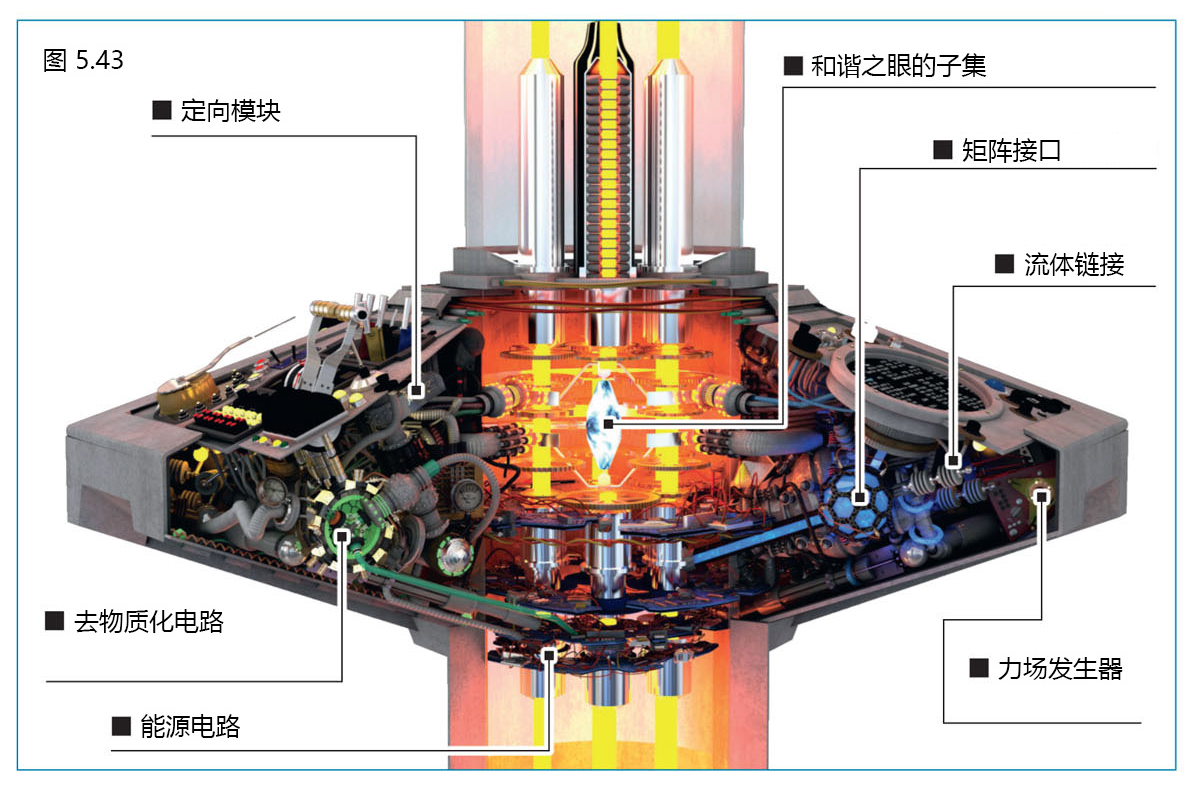 图 5.43
■ 定向模块
■ 和谐之眼的子集
■ 矩阵接口
■ 流体链接
■ 去物质化电路
■ 力场发生器
■ 能源电路